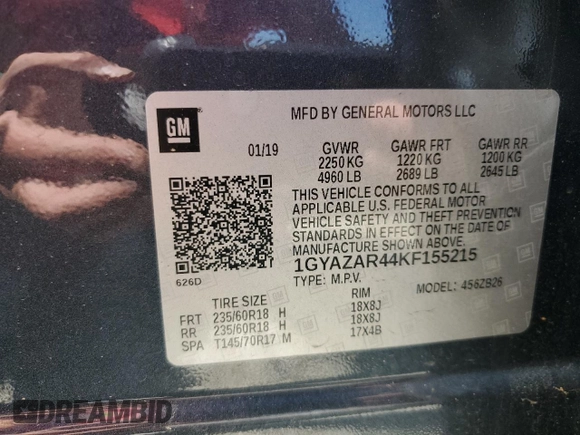 MFD BY GENERAL MOTORS LLC
GM
01/19 GVWR GAWR FRT GAWR RR
2250 KG 1220 KG 1200 KG
4960 LB 2689 LB 2645 LB
THIS VEHICLE CONFORMS TO ALL
APPLICABLE U.S. FEDERAL MOTOR
VEHICLE SAFETY AND THEFT PREVENTION
STANDARDS IN EFFECT ON THE DATE OF
MANUFACTURE SHOWN ABOVE.
1GYAZAR44KF155215
626D TYPE: M.P.V. MODEL: 456ZB26
TIRE SIZE RIM
FRT 235/60R18 H 18X8J
RR 235/60R18 H 18X8J
SPA T145/70R17 M 17X4B
DREAMBID